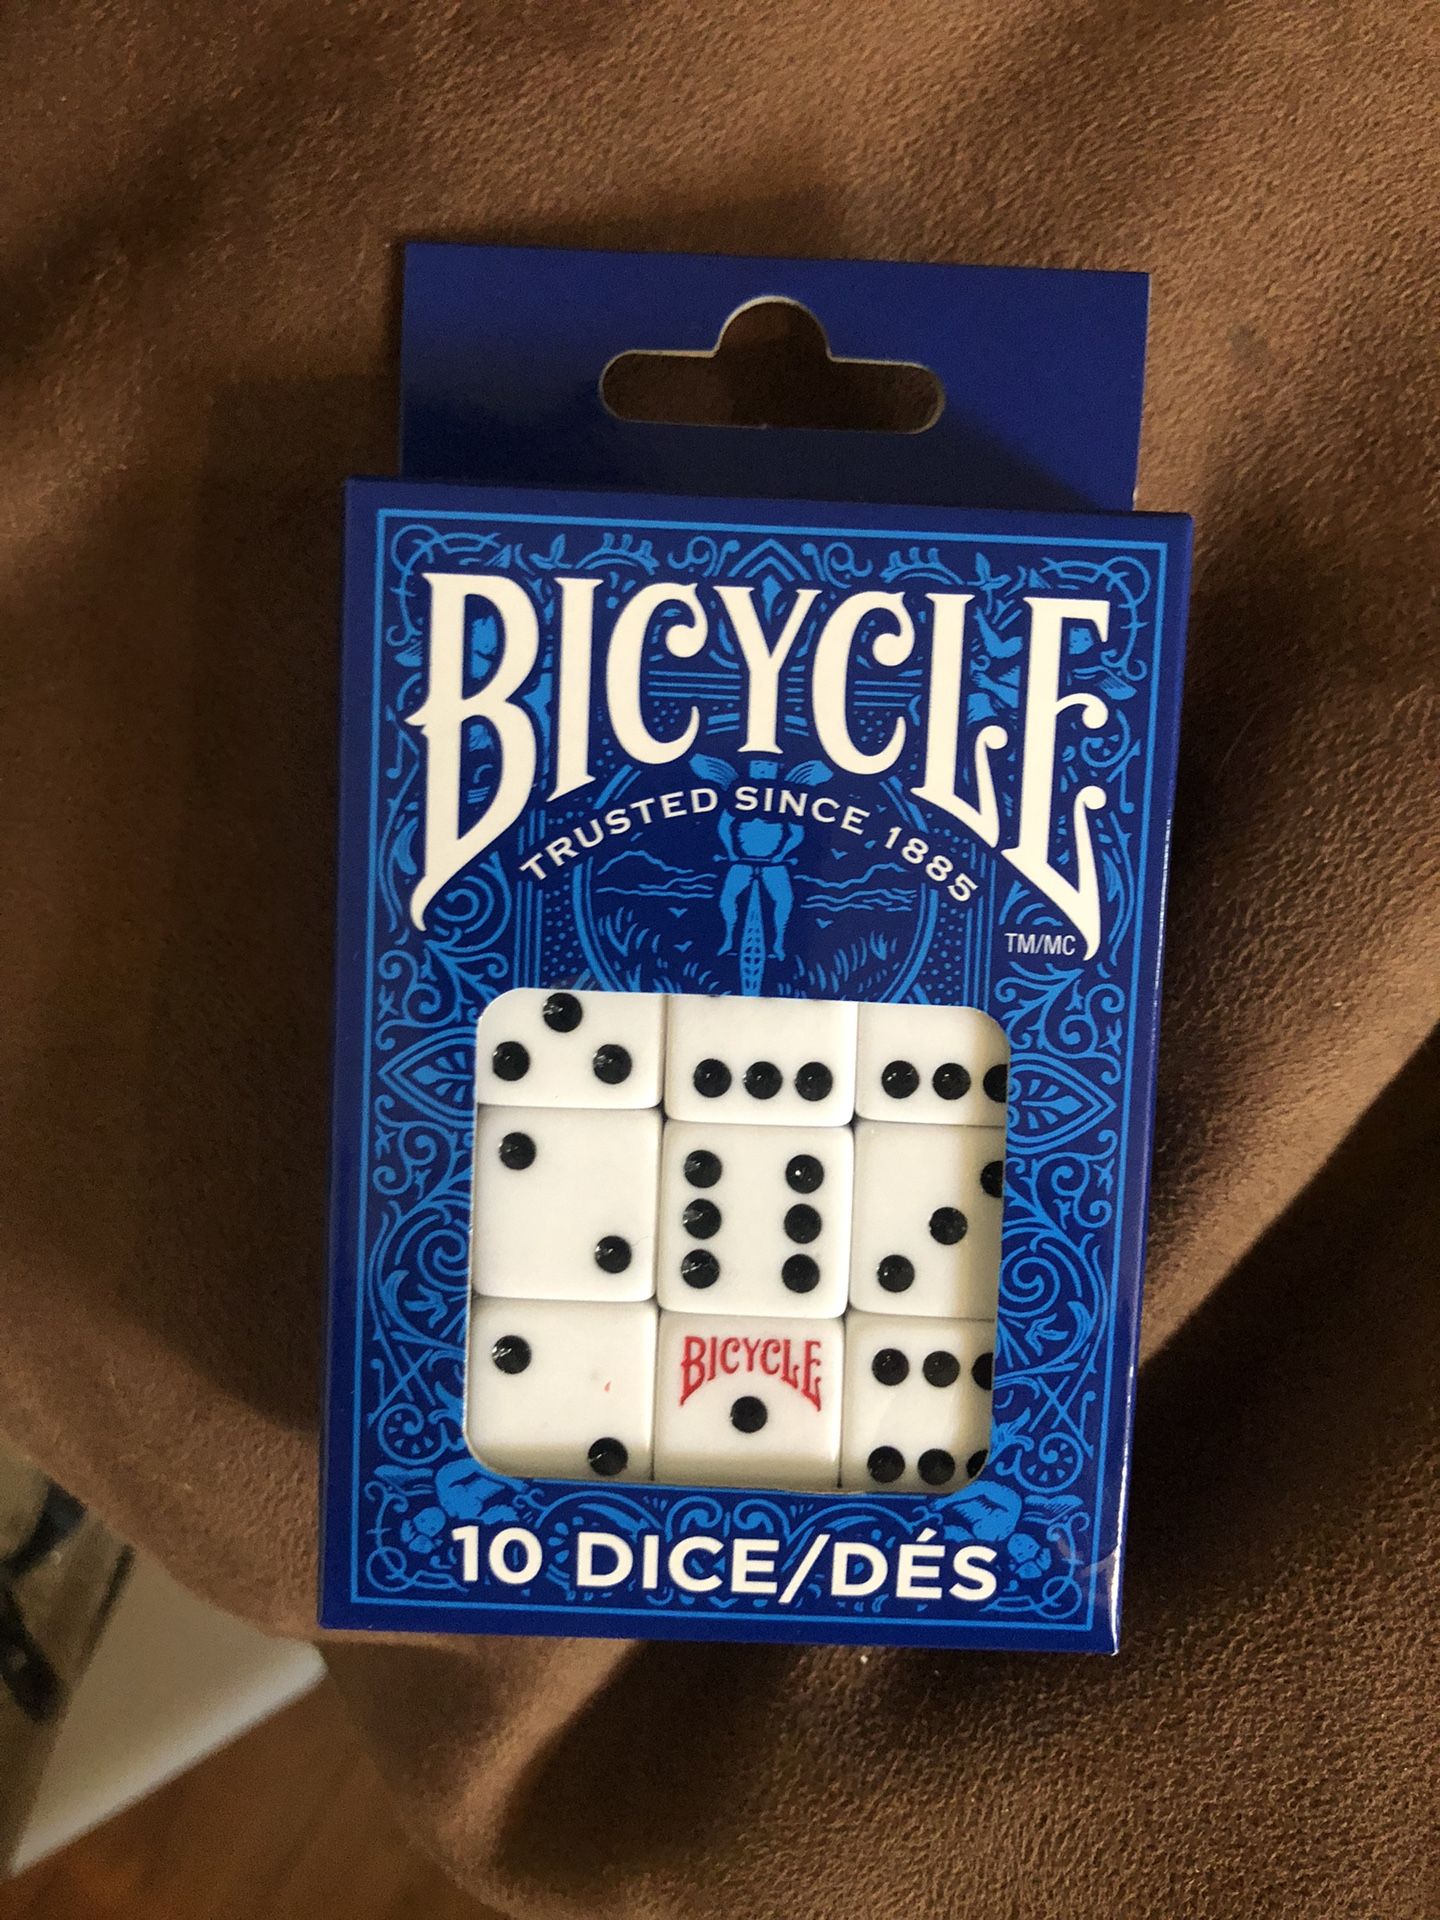 BICYCLE
TRUSTED SINCE 1885
TM/MC
BICYCLE
10 DICE/DÉS